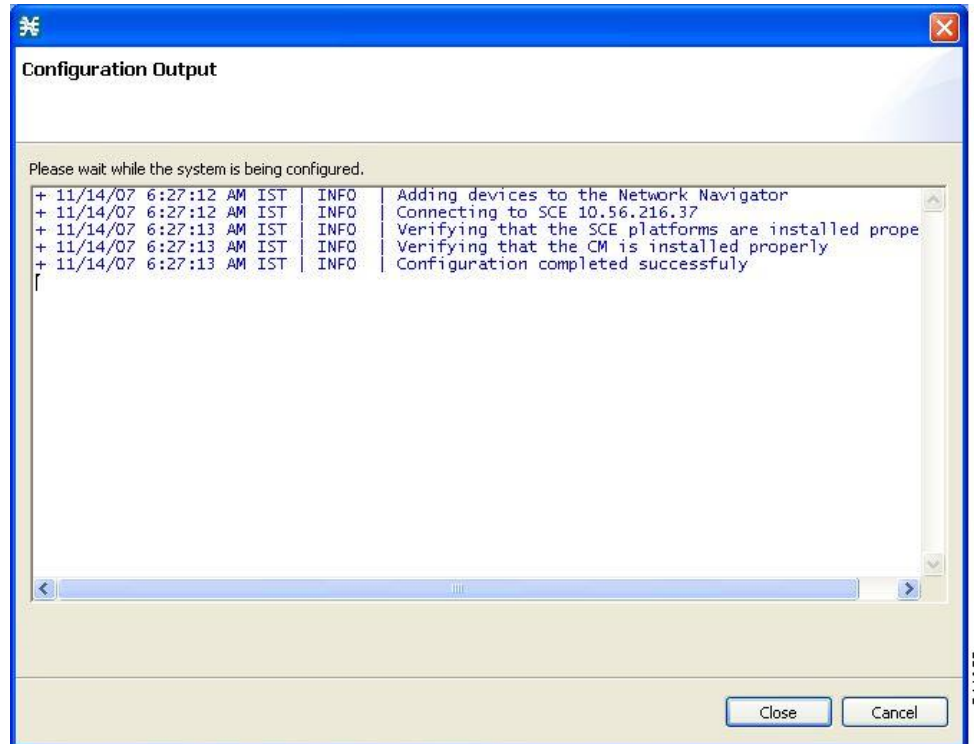 Configuration Output
Please wait while the system is being configured.
+ 11/14/07 6:27:12 AM IST | INFO | Adding devices to the Network Navigator
+ 11/14/07 6:27:12 AM IST | INFO | Connecting to SCE 10.56.216.37
+ 11/14/07 6:27:13 AM IST | INFO | Verifying that the SCE platforms are installed prope
+ 11/14/07 6:27:13 AM IST | INFO | Verifying that the CM is installed properly
+ 11/14/07 6:27:13 AM IST | INFO | Configuration completed successfuly
Close Cancel